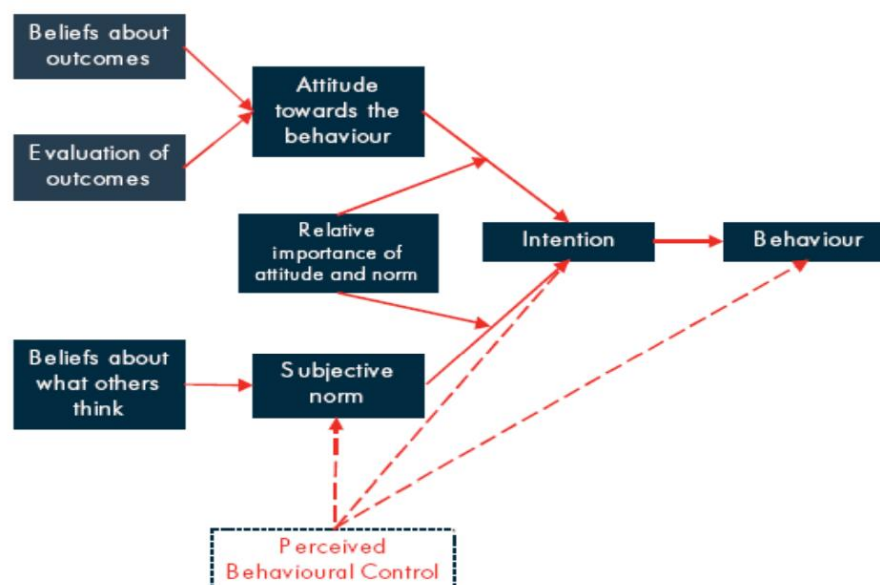 Beliefs about
outcomes
Attitude
towards the
behaviour
Evaluation of
outcomes
Relative
importance of
attitude and norm
Intention
Behaviour
Beliefs about
what others
think
Subjective
norm
Perceived
Behavioural Control